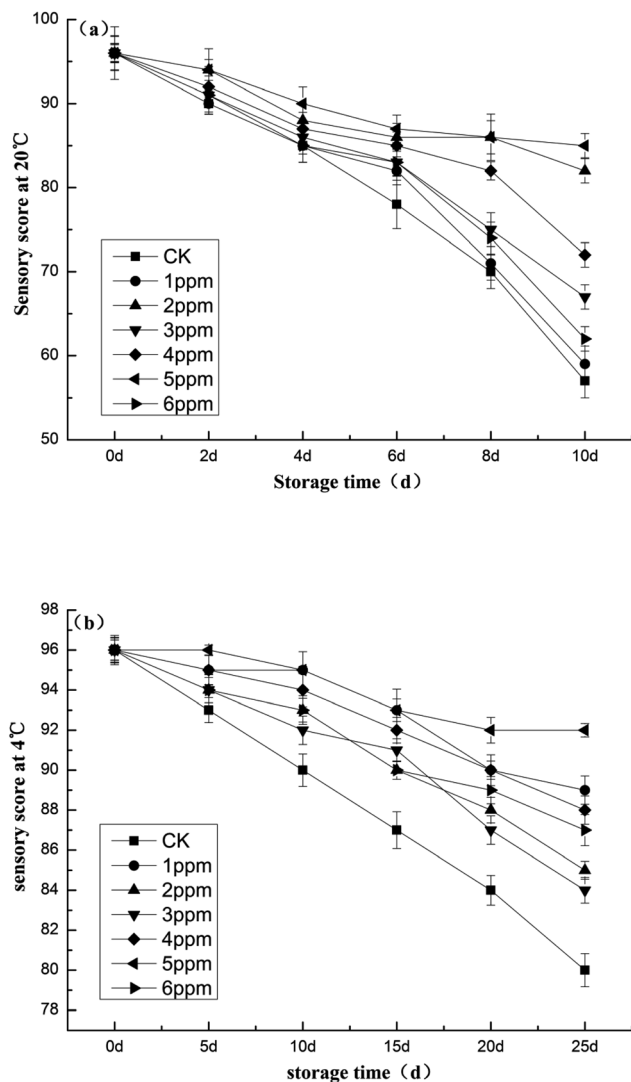 (a)
100
90
80
70
60
50
Sensory score at 20℃
CK
1ppm
2ppm
3ppm
4ppm
5ppm
6ppm
0d 2d 4d 6d 8d 10d
Storage time（d）
（b）
98
96
94
92
90
88
86
84
82
80
78
sensory score at 4℃
CK
1ppm
2ppm
3ppm
4ppm
5ppm
6ppm
0d 5d 10d 15d 20d 25d
storage time（d）